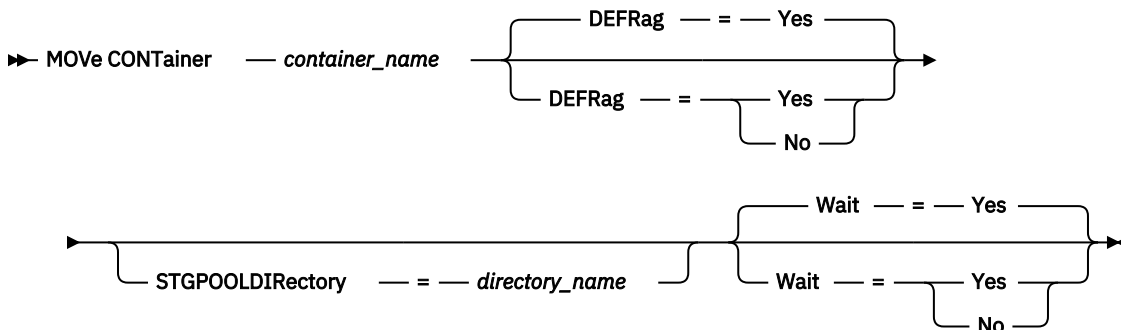 DEFRag = Yes
MOVe CONTainer container_name
DEFRag = Yes
No
Wait = Yes
STGPOOLDIRectory = directory_name
Wait = Yes
No